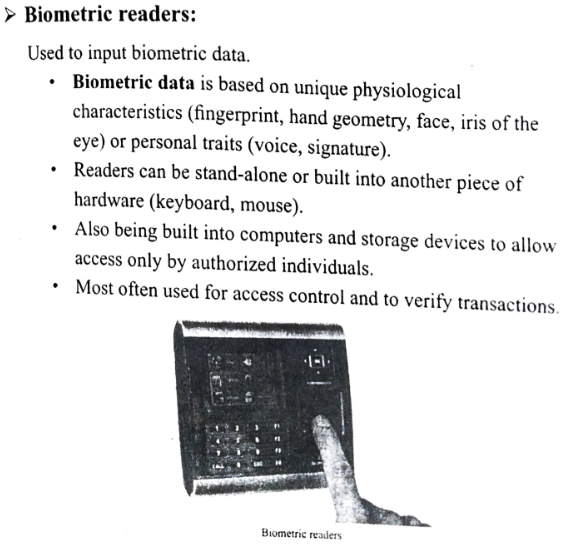 ➢ Biometric readers:
Used to input biometric data.
• Biometric data is based on unique physiological
characteristics (fingerprint, hand geometry, face, iris of the
eye) or personal traits (voice, signature).
• Readers can be stand-alone or built into another piece of
hardware (keyboard, mouse).
• Also being built into computers and storage devices to allow
access only by authorized individuals.
• Most often used for access control and to verify transactions.
Biometric readers